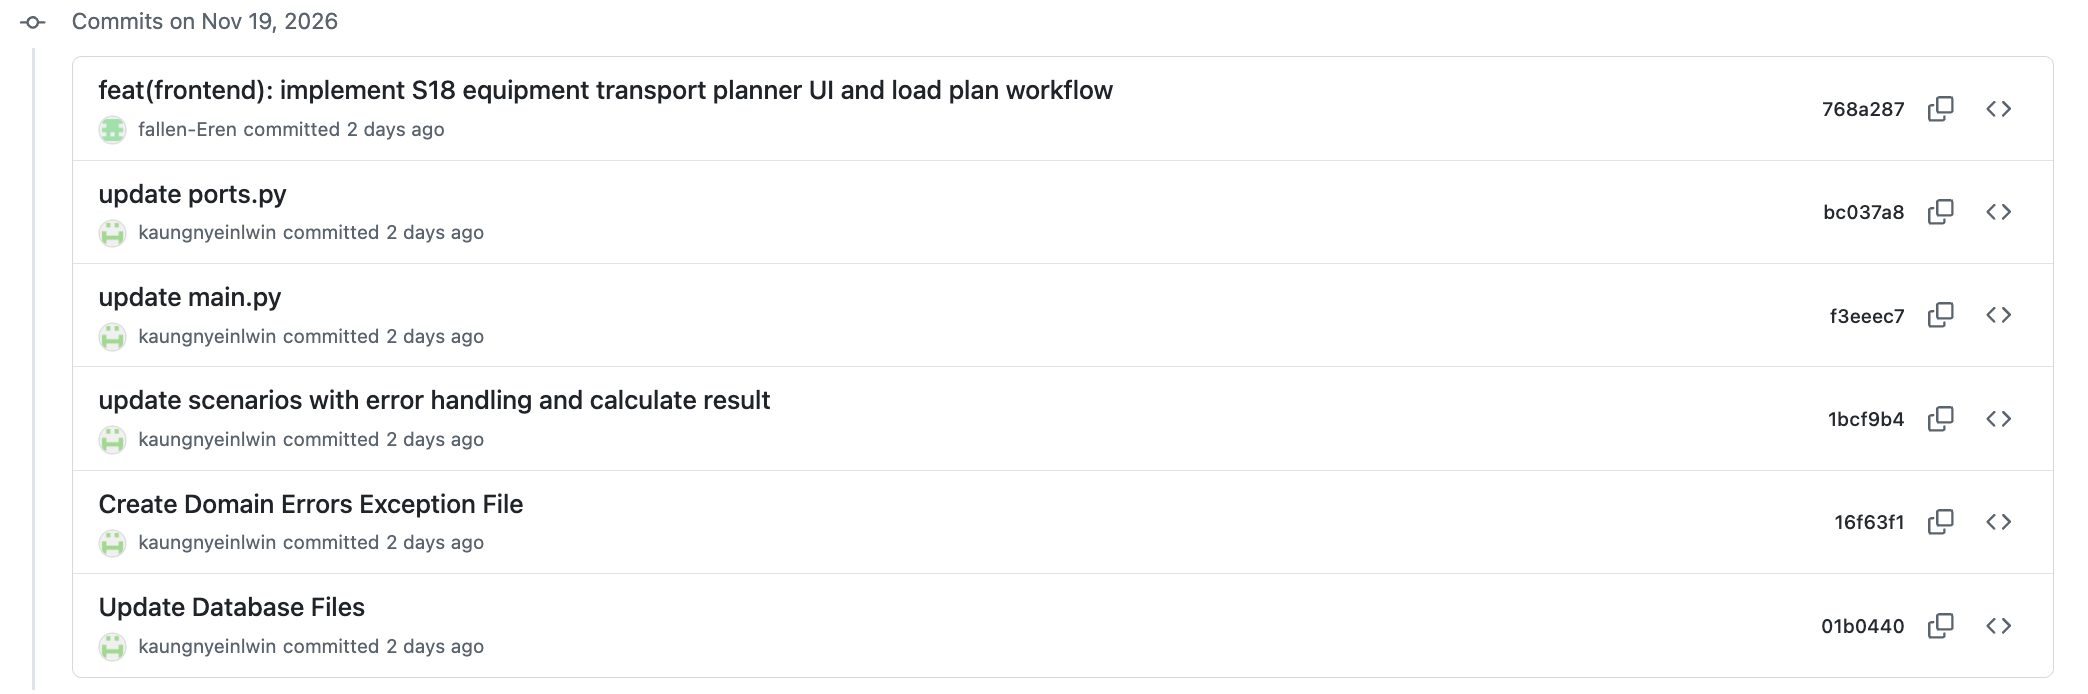 Commits on Nov 19, 2026
feat(frontend): implement S18 equipment transport planner UI and load plan workflow
fallen-Eren committed 2 days ago
768a287
update ports.py
kaungnyeinlwin committed 2 days ago
bc037a8
update main.py
kaungnyeinlwin committed 2 days ago
f3eeec7
update scenarios with error handling and calculate result
kaungnyeinlwin committed 2 days ago
1bcf9b4
Create Domain Errors Exception File
kaungnyeinlwin committed 2 days ago
16f63f1
Update Database Files
kaungnyeinlwin committed 2 days ago
01b0440